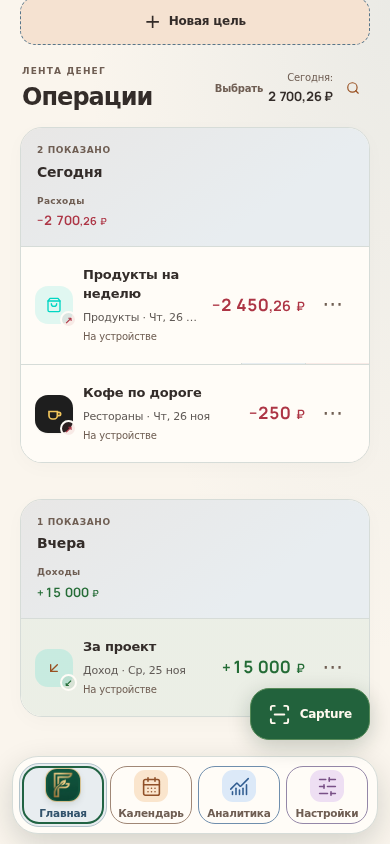 Новая цель
ЛЕНТА ДЕНЕГ
Операции
Выбрать
Сегодня:
2 700,26 ₽
2 ПОКАЗАНО
Сегодня
Расходы
−2 700,26 ₽
Продукты на
неделю
−2 450,26 ₽
Продукты · Чт, 26 ...
На устройстве
Кофе по дороге
−250 ₽
Рестораны · Чт, 26 ноя
На устройстве
1 ПОКАЗАНО
Вчера
Доходы
+15 000 ₽
За проект
+15 000 ₽
Доход · Ср, 25 ноя
На устройстве
Capture
Главная
Календарь
Аналитика
Настройки